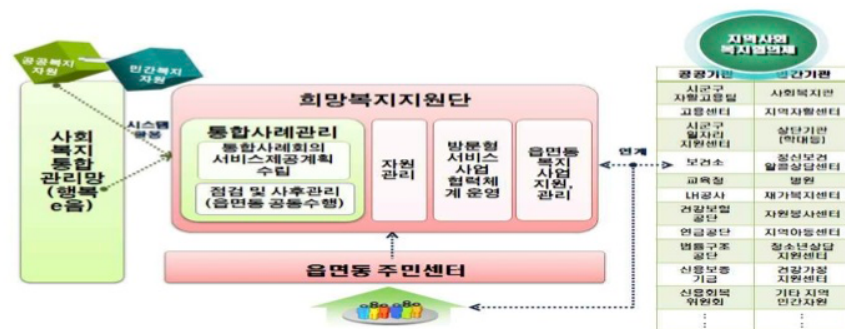 지역사회
복지협의체
공공복지
자원
민간복지
자원
사회
복지
통합
관리망
(행복
e음)
시스템
활용
희망복지지원단
통합사례관리
통합사례회의
서비스제공계획
수립
점검 및 사후관리
(읍면동 공동수행)
자원
관리
방문형
서비스
사업
협력체
계 운영
읍면동
복지
사업
지원,
관리
연계
읍면동 주민센터
공공기관
민간기관
시군구
자활고용팀
사회복지관
고용센터
지역자활센터
시군구
일자리
지원센터
상담기관
(학대등)
보건소
정신보건
알콜상담센터
교육청
병원
LH공사
재가복지센터
건강보험
공단
자원봉사센터
연금공단
지역아동센터
법률구조
공단
청소년상담
지원센터
신용보증
기금
건강가정
지원센터
신용회복
위원회
기타 지역
민간자원
⋮
⋮